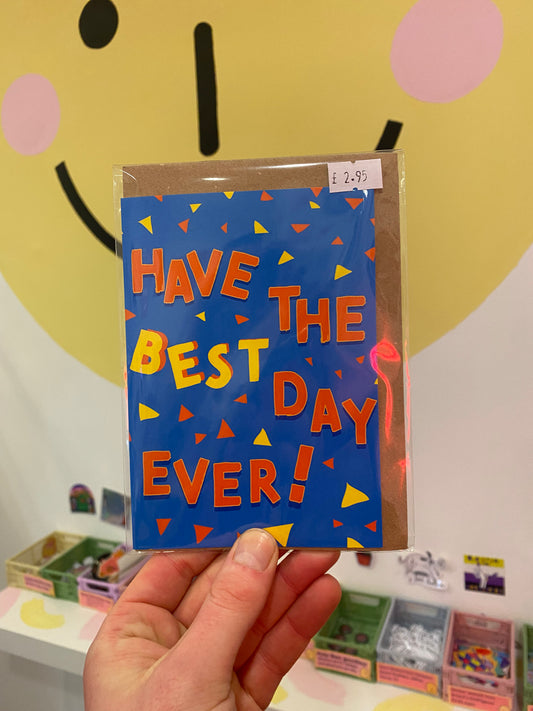 £ 2.95
HAVE
THE
BEST
DAY
EVER!